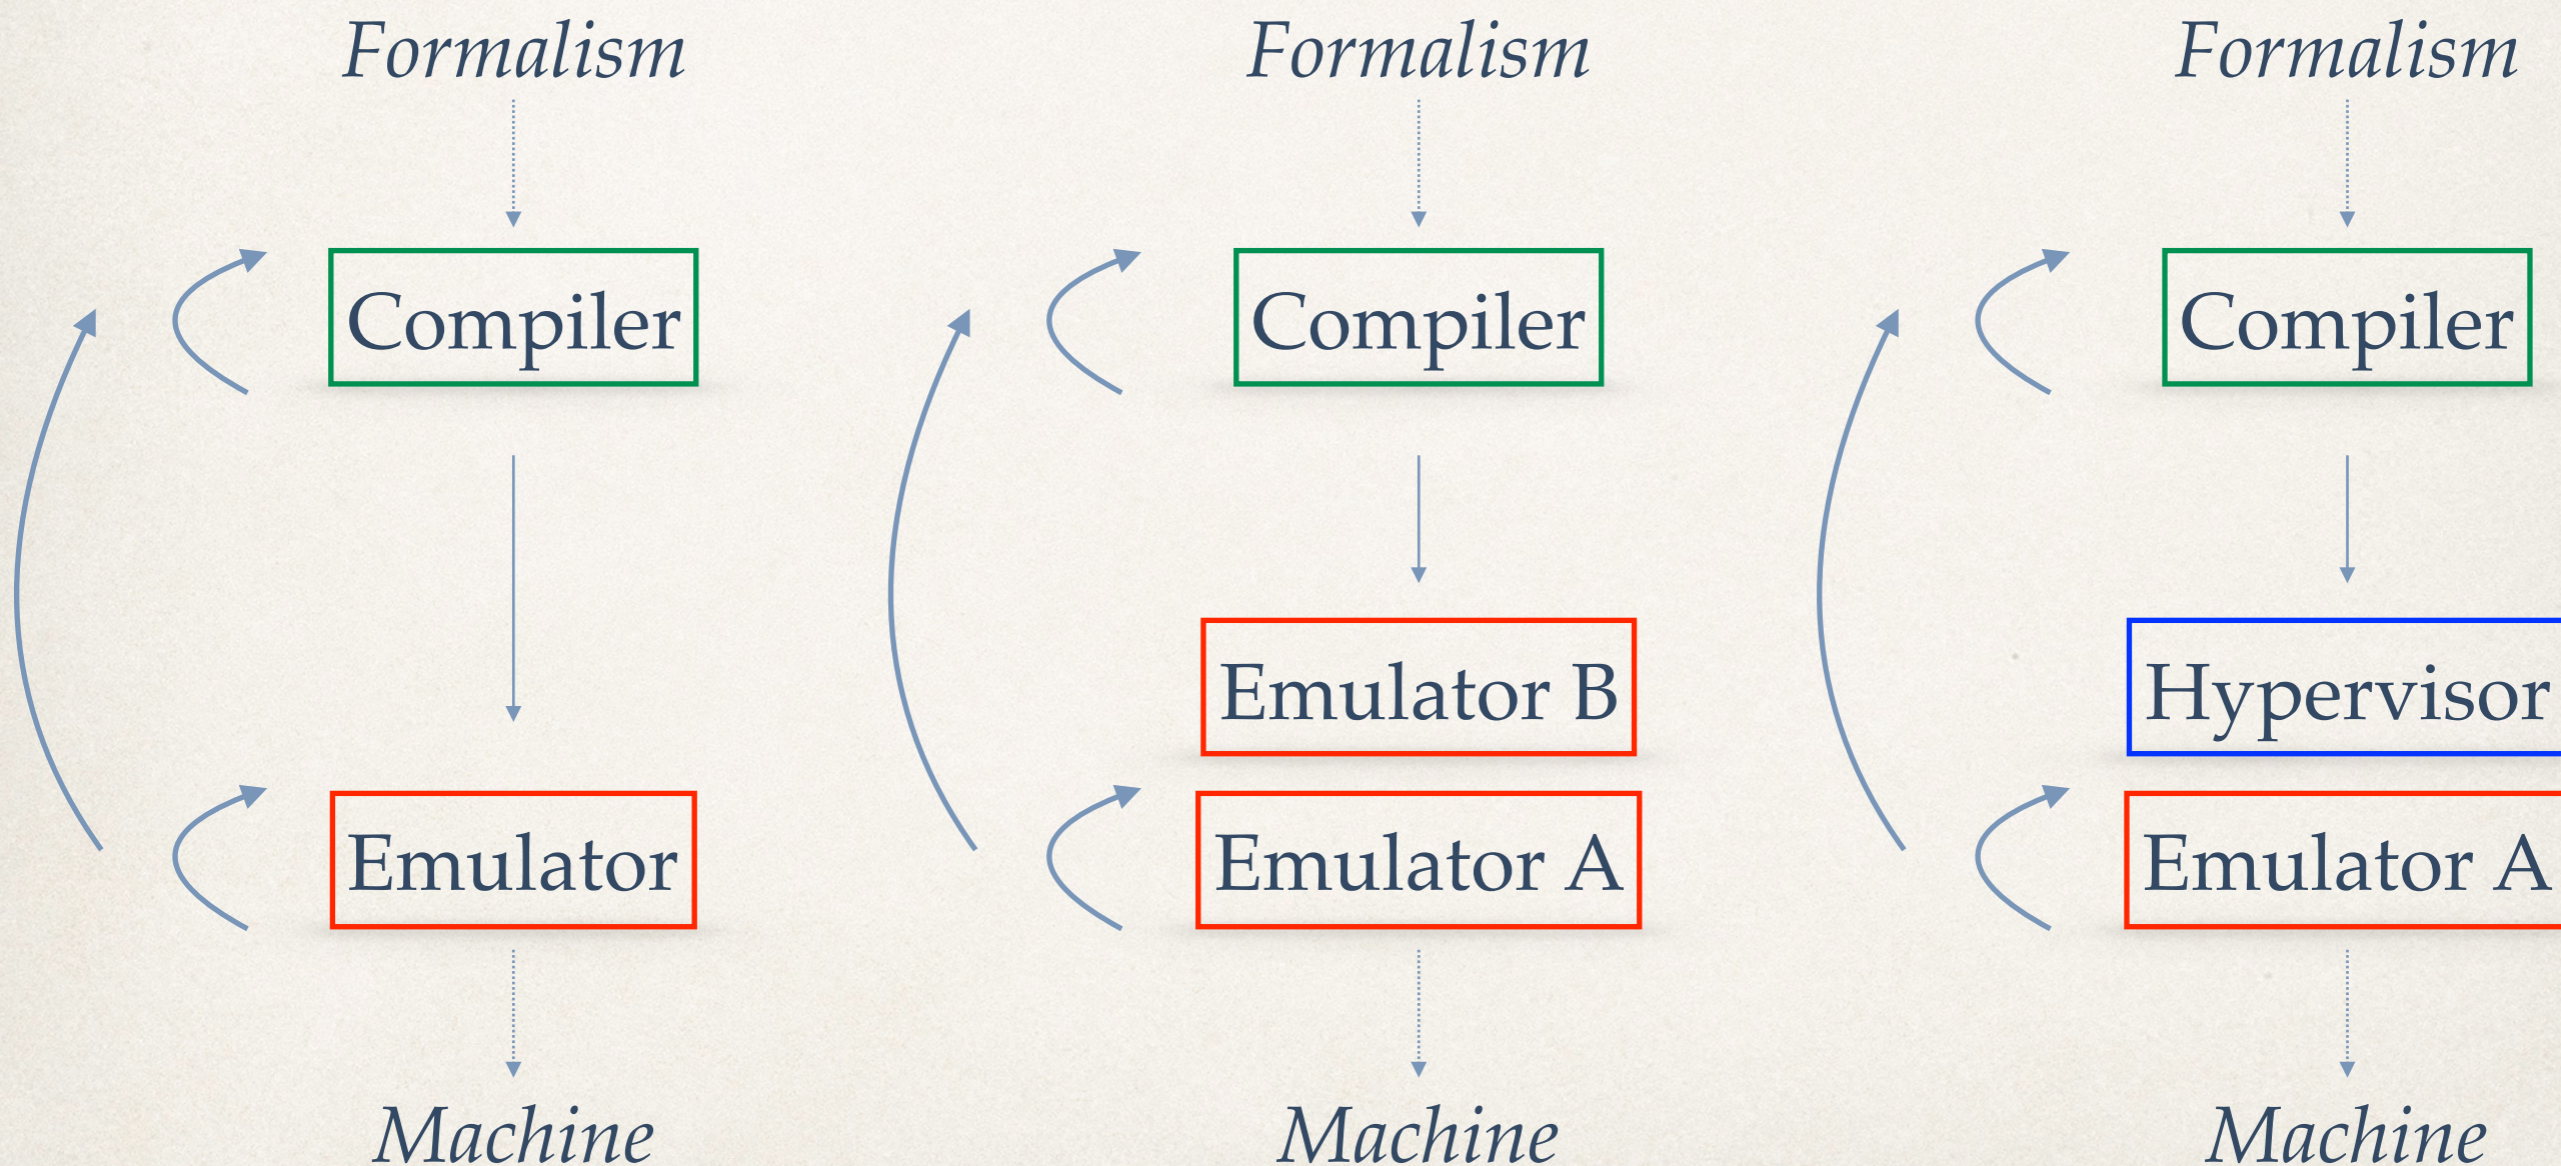 Formalism
Compiler
Emulator
Machine
Formalism
Compiler
Emulator B
Emulator A
Machine
Formalism
Compiler
Hypervisor
Emulator A
Machine